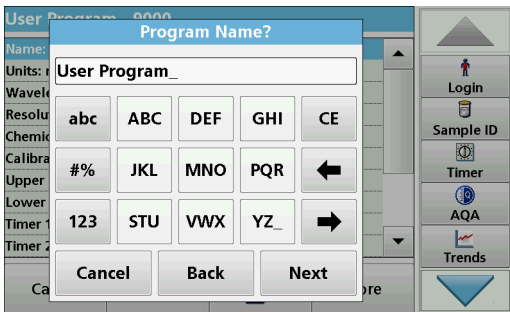 User Program 9000
Program Name?
Name:
User Program_
Units:
Wavele
Resolu
Chemic
Calibra
Upper
Lower
Timer 1
Timer 2
abc ABC DEF GHI CE
#% JKL MNO PQR
123 STU VWX YZ_
Cancel Back Next
Ca
ore
Login
Sample ID
Timer
AQA
Trends